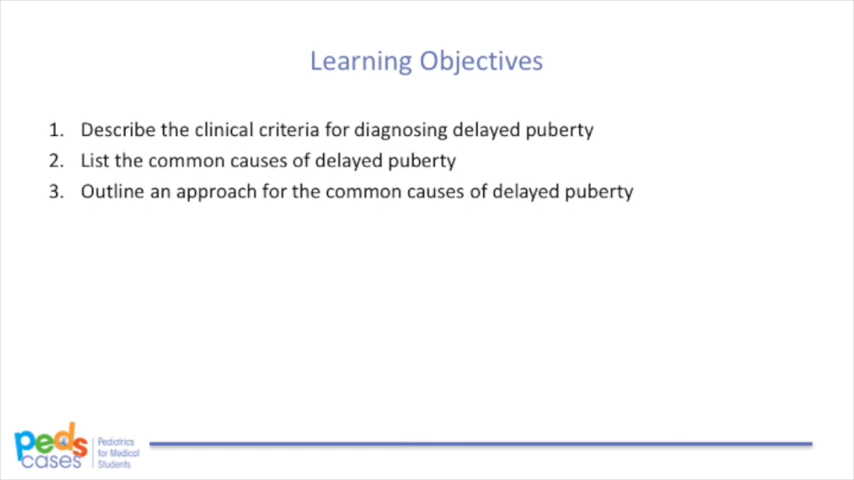 Learning Objectives
1. Describe the clinical criteria for diagnosing delayed puberty
2. List the common causes of delayed puberty
3. Outline an approach for the common causes of delayed puberty
peds
cases
Pediatrics
for Medical
Students